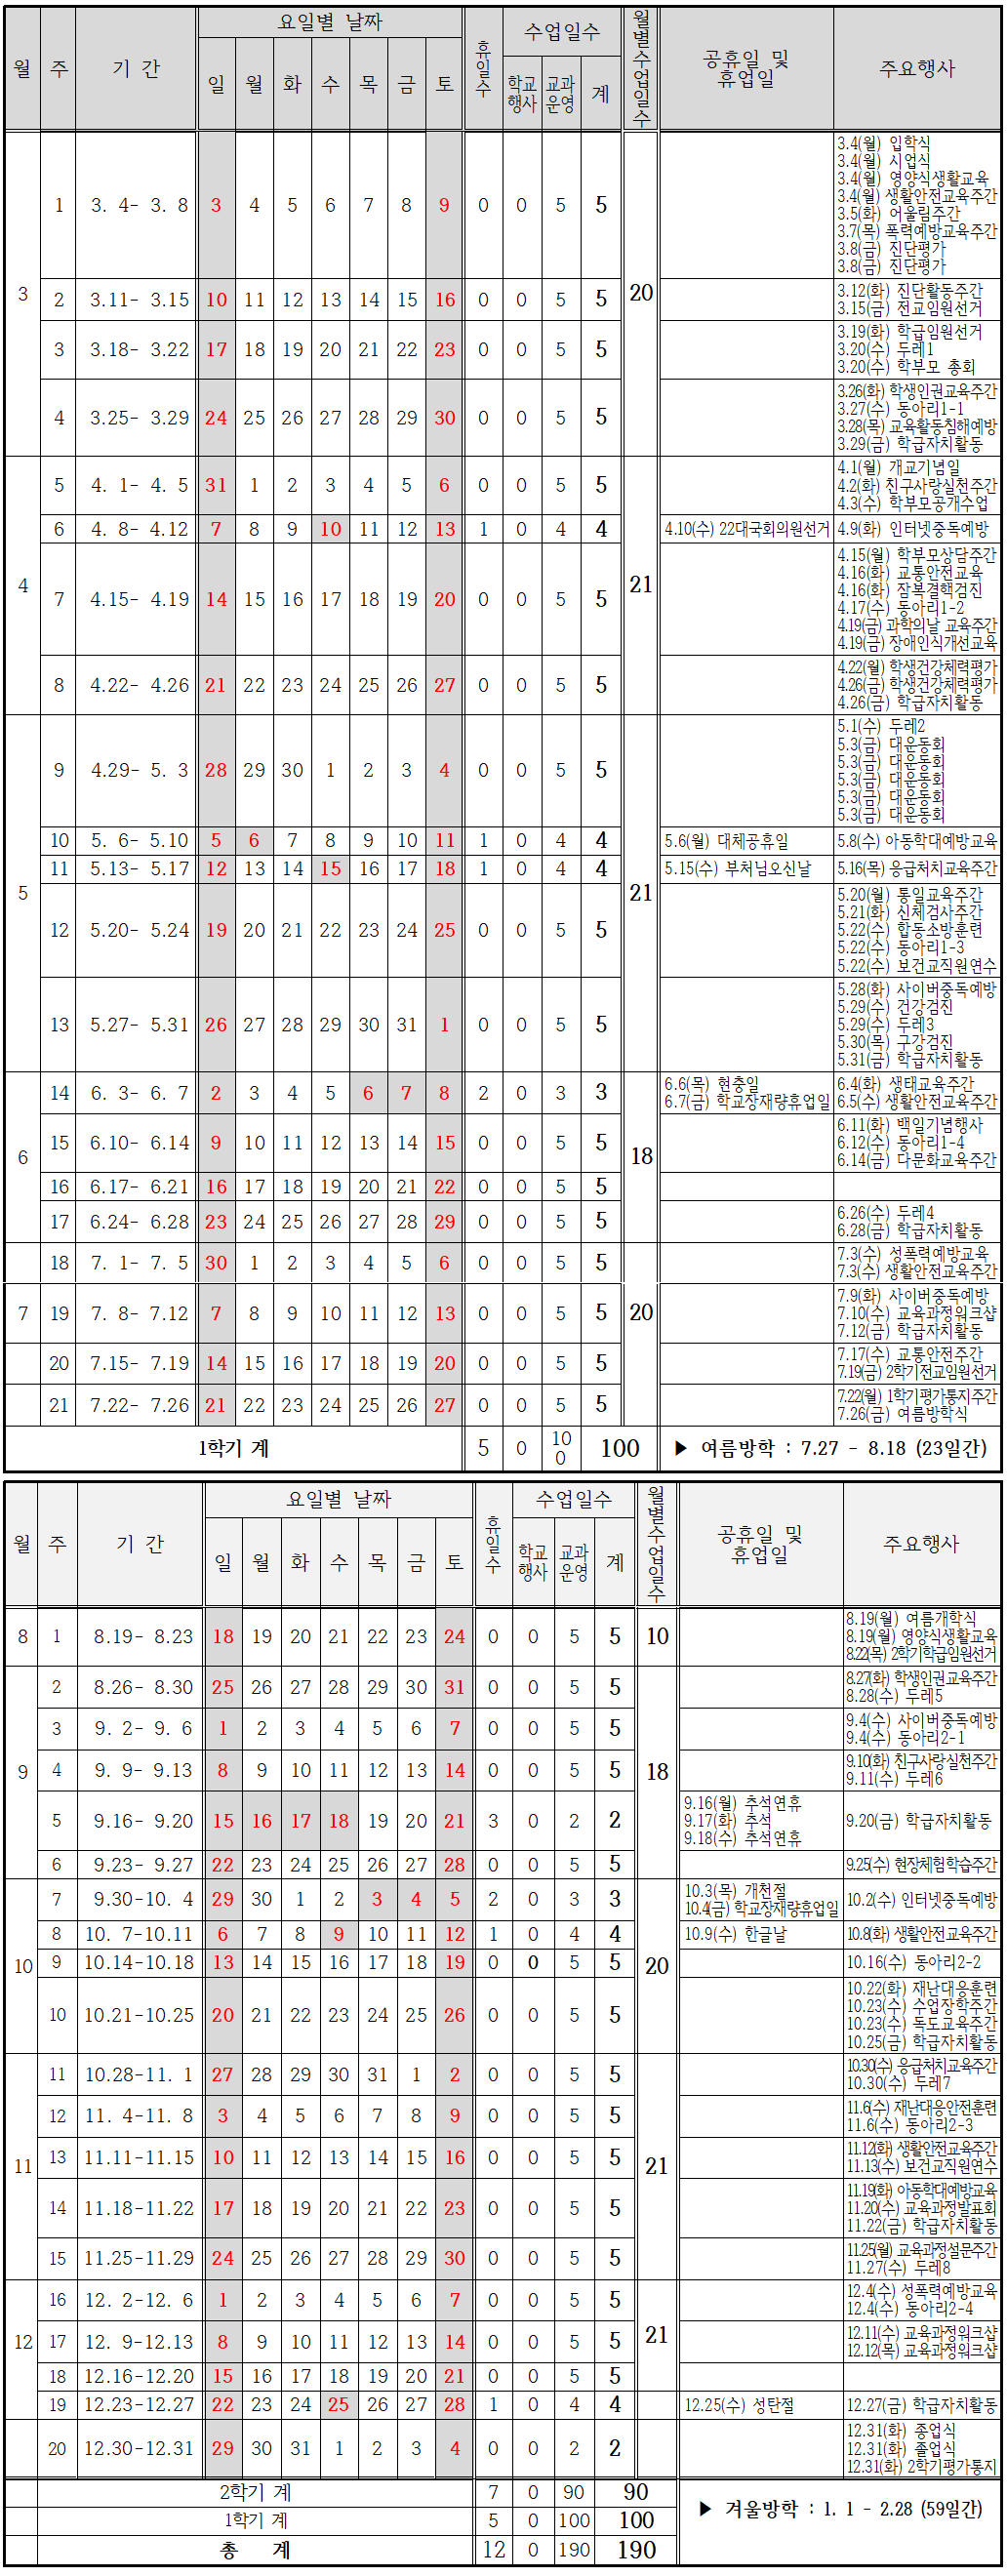 월 주 기 간 요일별 날짜 휴일수 수업일수 월별수업일수 공휴일 및 휴업일 주요행사
일 월 화 수 목 금 토 학교행사 교과운영 계
3 20
1 3. 4- 3. 8 3 4 5 6 7 8 9 0 0 5 5
3.4(월) 입학식
3.4(월) 시업식
3.4(월) 영양식생활교육
3.4(월) 생활안전교육주간
3.5(화) 어울림주간
3.7(목) 폭력예방교육주간
3.8(금) 진단평가
3.8(금) 진단평가
2 3.11- 3.15 10 11 12 13 14 15 16 0 0 5 5
3.12(화) 진단활동주간
3.15(금) 전교임원선거
3 3.18- 3.22 17 18 19 20 21 22 23 0 0 5 5
3.19(화) 학급임원선거
3.20(수) 두레1
3.20(수) 학부모 총회
4 3.25- 3.29 24 25 26 27 28 29 30 0 0 5 5
3.26(화) 학생인권교육주간
3.27(수) 동아리1-1
3.28(목) 교육활동침해예방
3.29(금) 학급자치활동
4 21
5 4. 1- 4. 5 31 1 2 3 4 5 6 0 0 5 5
4.1(월) 개교기념일
4.2(화) 친구사랑실천주간
4.3(수) 학부모공개수업
6 4. 8- 4.12 7 8 9 10 11 12 13 1 0 4 4 4.10(수) 22대국회의원선거 4.9(화) 인터넷중독예방
7 4.15- 4.19 14 15 16 17 18 19 20 0 0 5 5
4.15(월) 학부모상담주간
4.16(화) 교통안전교육
4.16(화) 잠복결핵검진
4.17(수) 동아리1-2
4.19(금) 과학의날 교육주간
4.19(금) 장애인식개선교육
8 4.22- 4.26 21 22 23 24 25 26 27 0 0 5 5
4.22(월) 학생건강체력평가
4.26(금) 학생건강체력평가
4.26(금) 학급자치활동
5 21
9 4.29- 5. 3 28 29 30 1 2 3 4 0 0 5 5
5.1(수) 두레2
5.3(금) 대운동회
5.3(금) 대운동회
5.3(금) 대운동회
5.3(금) 대운동회
5.3(금) 대운동회
10 5. 6- 5.10 5 6 7 8 9 10 11 1 0 4 4 5.6(월) 대체공휴일 5.8(수) 아동학대예방교육
11 5.13- 5.17 12 13 14 15 16 17 18 1 0 4 4 5.15(수) 부처님오신날 5.16(목) 응급처치교육주간
12 5.20- 5.24 19 20 21 22 23 24 25 0 0 5 5
5.20(월) 통일교육주간
5.21(화) 신체검사주간
5.22(수) 합동소방훈련
5.22(수) 동아리1-3
5.22(수) 보건교직원연수
13 5.27- 5.31 26 27 28 29 30 31 1 0 0 5 5
5.28(화) 사이버중독예방
5.29(수) 건강검진
5.29(수) 두레3
5.30(목) 구강검진
5.31(금) 학급자치활동
6 18
14 6. 3- 6. 7 2 3 4 5 6 7 8 2 0 3 3
6.6(목) 현충일
6.7(금) 학교장재량휴업일
6.4(화) 생태교육주간
6.5(수) 생활안전교육주간
15 6.10- 6.14 9 10 11 12 13 14 15 0 0 5 5
6.11(화) 백일기념행사
6.12(수) 동아리1-4
6.14(금) 다문화교육주간
16 6.17- 6.21 16 17 18 19 20 21 22 0 0 5 5
17 6.24- 6.28 23 24 25 26 27 28 29 0 0 5 5
6.26(수) 두레4
6.28(금) 학급자치활동
18 7. 1- 7. 5 30 1 2 3 4 5 6 0 0 5 5
7.3(수) 성폭력예방교육
7.3(수) 생활안전교육주간
7 19 7. 8- 7.12 7 8 9 10 11 12 13 0 0 5 5 20
7.9(화) 사이버중독예방
7.10(수) 교육과정워크샵
7.12(금) 학급자치활동
20 7.15- 7.19 14 15 16 17 18 19 20 0 0 5 5
7.17(수) 교통안전주간
7.19(금) 2학기전교임원선거
21 7.22- 7.26 21 22 23 24 25 26 27 0 0 5 5
7.22(월) 1학기평가통지주간
7.26(금) 여름방학식
1학기 계 5 0 100 100 ▶ 여름방학 : 7.27 - 8.18 (23일간)
월 주 기 간 요일별 날짜 휴일수 수업일수 월별수업일수 공휴일 및 휴업일 주요행사
일 월 화 수 목 금 토 학교행사 교과운영 계
8 1 8.19- 8.23 18 19 20 21 22 23 24 0 0 5 5 10
8.19(월) 여름개학식
8.19(월) 영양식생활교육
8.22(목) 2학기학급임원선거
9 18
2 8.26- 8.30 25 26 27 28 29 30 31 0 0 5 5
8.27(화) 학생인권교육주간
8.28(수) 두레5
3 9. 2- 9. 6 1 2 3 4 5 6 7 0 0 5 5
9.4(수) 사이버중독예방
9.4(수) 동아리2-1
4 9. 9- 9.13 8 9 10 11 12 13 14 0 0 5 5
9.10(화) 친구사랑실천주간
9.11(수) 두레6
5 9.16- 9.20 15 16 17 18 19 20 21 3 0 2 2
9.16(월) 추석연휴
9.17(화) 추석
9.18(수) 추석연휴
9.20(금) 학급자치활동
6 9.23- 9.27 22 23 24 25 26 27 28 0 0 5 5 9.25(수) 현장체험학습주간
10 20
7 9.30-10. 4 29 30 1 2 3 4 5 2 0 3 3
10.3(목) 개천절
10.4(금) 학교장재량휴업일
10.2(수) 인터넷중독예방
8 10. 7-10.11 6 7 8 9 10 11 12 1 0 4 4 10.9(수) 한글날 10.8(화) 생활안전교육주간
9 10.14-10.18 13 14 15 16 17 18 19 0 0 5 5 10.16(수) 동아리2-2
10 10.21-10.25 20 21 22 23 24 25 26 0 0 5 5
10.22(화) 재난대응훈련
10.23(수) 수업장학주간
10.23(수) 독도교육주간
10.25(금) 학급자치활동
11 21
11 10.28-11. 1 27 28 29 30 31 1 2 0 0 5 5
10.30(수) 응급처치교육주간
10.30(수) 두레7
12 11. 4-11. 8 3 4 5 6 7 8 9 0 0 5 5
11.6(수) 재난대응안전훈련
11.6(수) 동아리2-3
13 11.11-11.15 10 11 12 13 14 15 16 0 0 5 5
11.12(화) 생활안전교육주간
11.13(수) 보건교직원연수
14 11.18-11.22 17 18 19 20 21 22 23 0 0 5 5
11.19(화) 아동학대예방교육
11.20(수) 교육과정발표회
11.22(금) 학급자치활동
15 11.25-11.29 24 25 26 27 28 29 30 0 0 5 5
11.25(월) 교육과정설문주간
11.27(수) 두레8
12 21
16 12. 2-12. 6 1 2 3 4 5 6 7 0 0 5 5
12.4(수) 성폭력예방교육
12.4(수) 동아리2-4
17 12. 9-12.13 8 9 10 11 12 13 14 0 0 5 5
12.11(수) 교육과정워크샵
12.12(목) 교육과정워크샵
18 12.16-12.20 15 16 17 18 19 20 21 0 0 5 5
19 12.23-12.27 22 23 24 25 26 27 28 1 0 4 4 12.25(수) 성탄절 12.27(금) 학급자치활동
20 12.30-12.31 29 30 31 1 2 3 4 0 0 2 2
12.31(화) 종업식
12.31(화) 졸업식
12.31(화) 2학기평가통지
2학기 계 7 0 90 90
▶ 겨울방학 : 1. 1 - 2.28 (59일간)
1학기 계 5 0 100 100
총 계 12 0 190 190